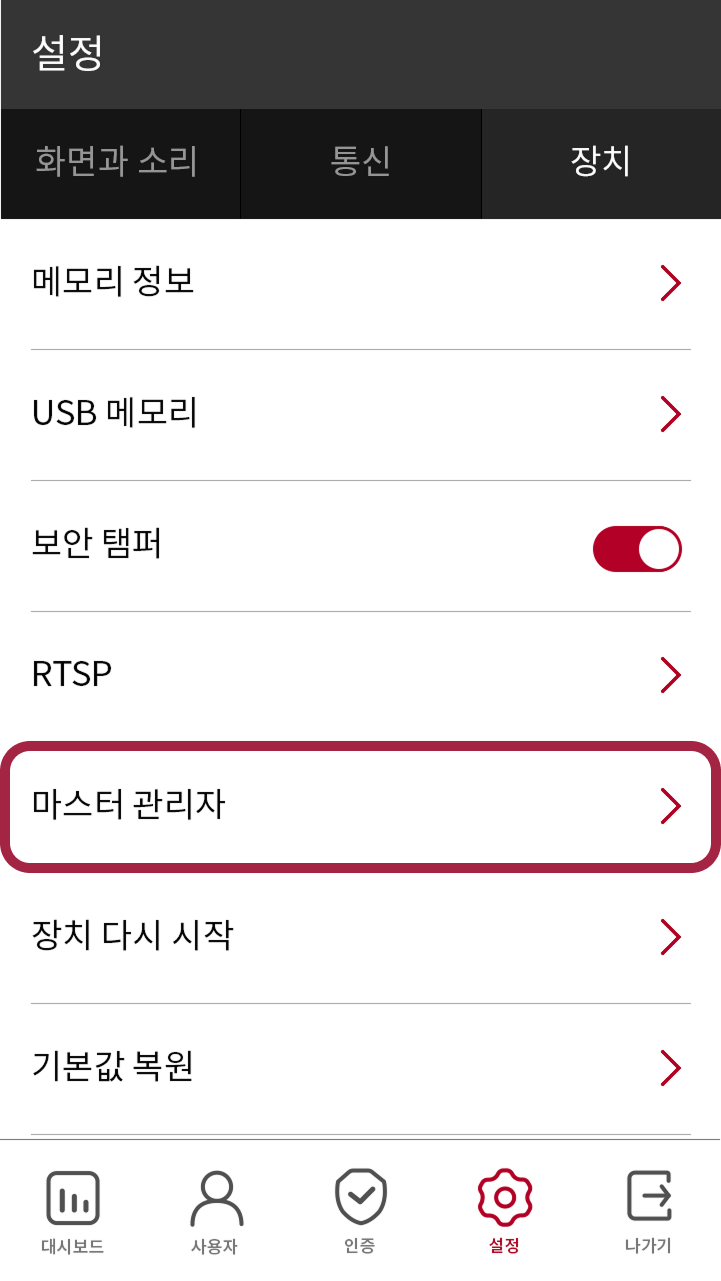 설정
화면과 소리
통신
장치
메모리 정보
USB 메모리
보안 탬퍼
RTSP
마스터 관리자
장치 다시 시작
기본값 복원
대시보드
사용자
인증
설정
나가기